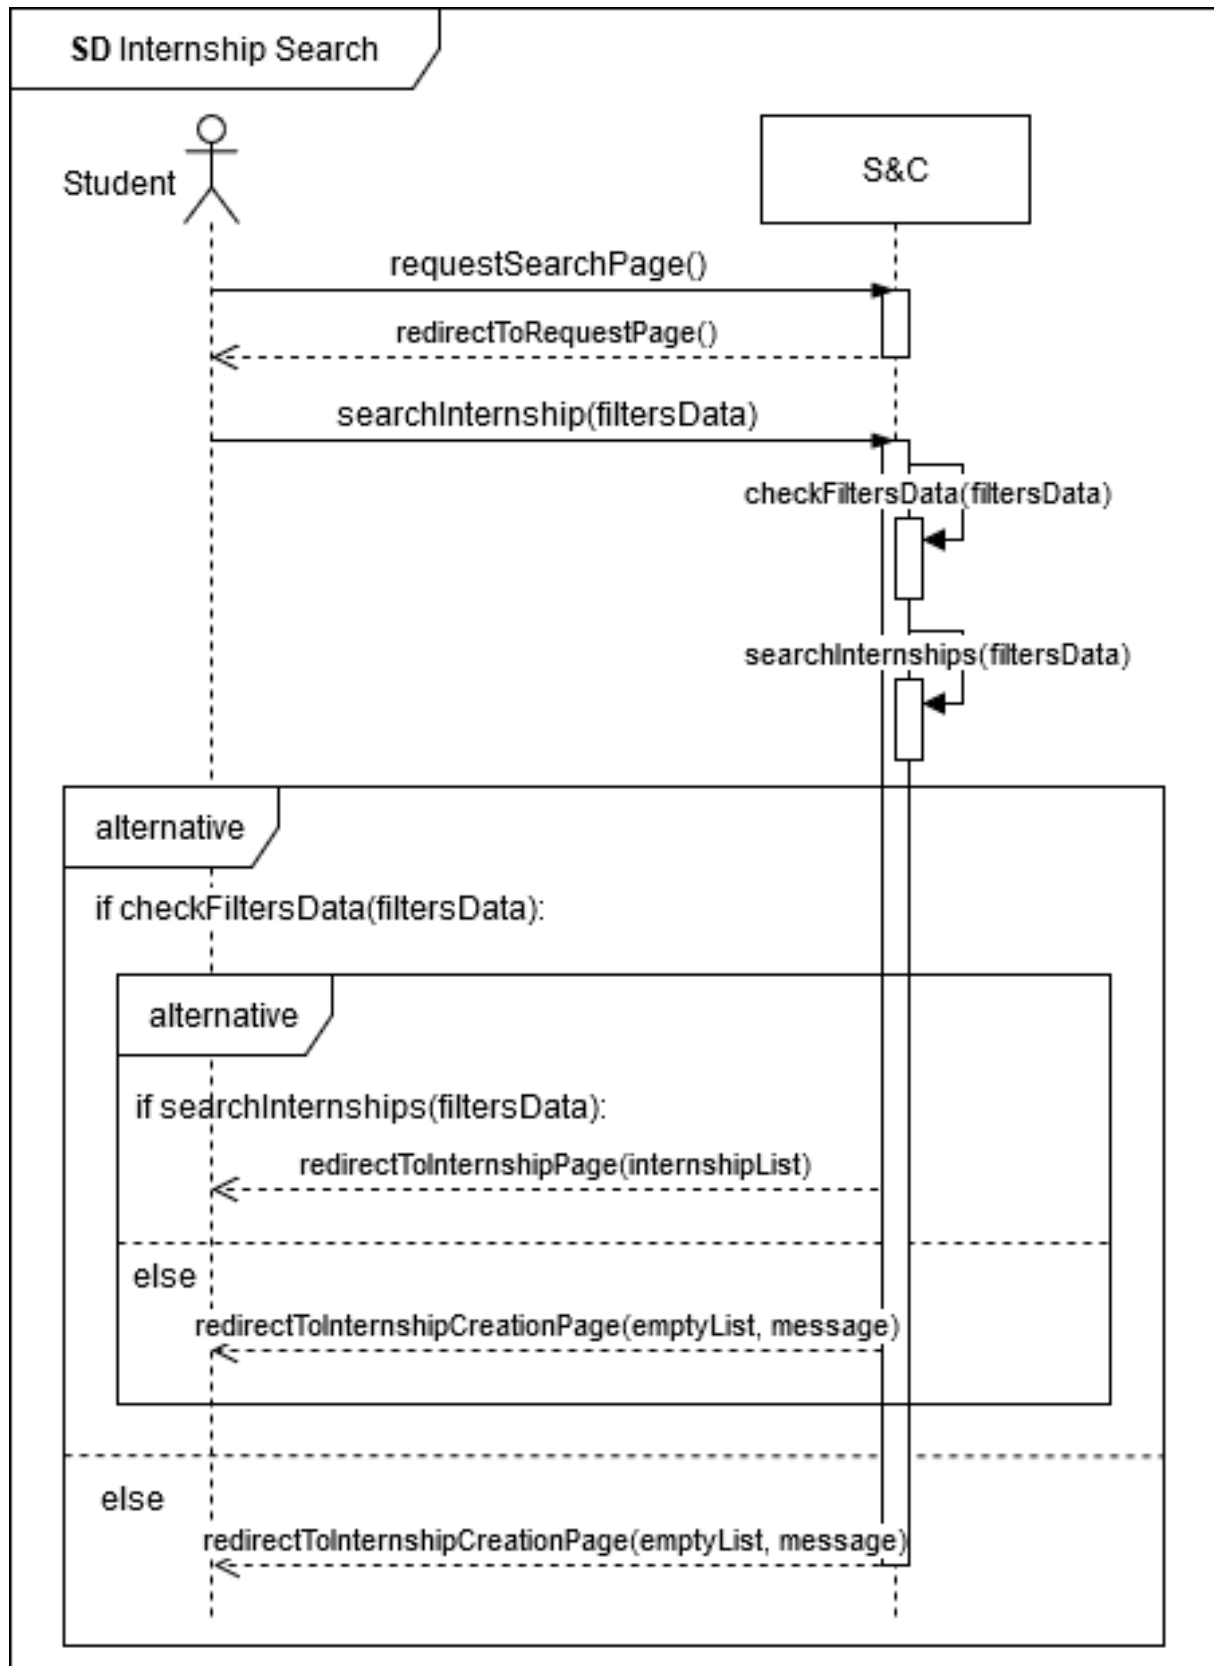 SD Internship Search
Student
S&C
requestSearchPage()
redirectToRequestPage()
searchInternship(filtersData)
checkFiltersData(filtersData)
searchInternships(filtersData)
alternative
if checkFiltersData(filtersData):
alternative
if searchInternships(filtersData):
redirectToInternshipPage(internshipList)
else
redirectToInternshipCreationPage(emptyList, message)
else
redirectToInternshipCreationPage(emptyList, message)